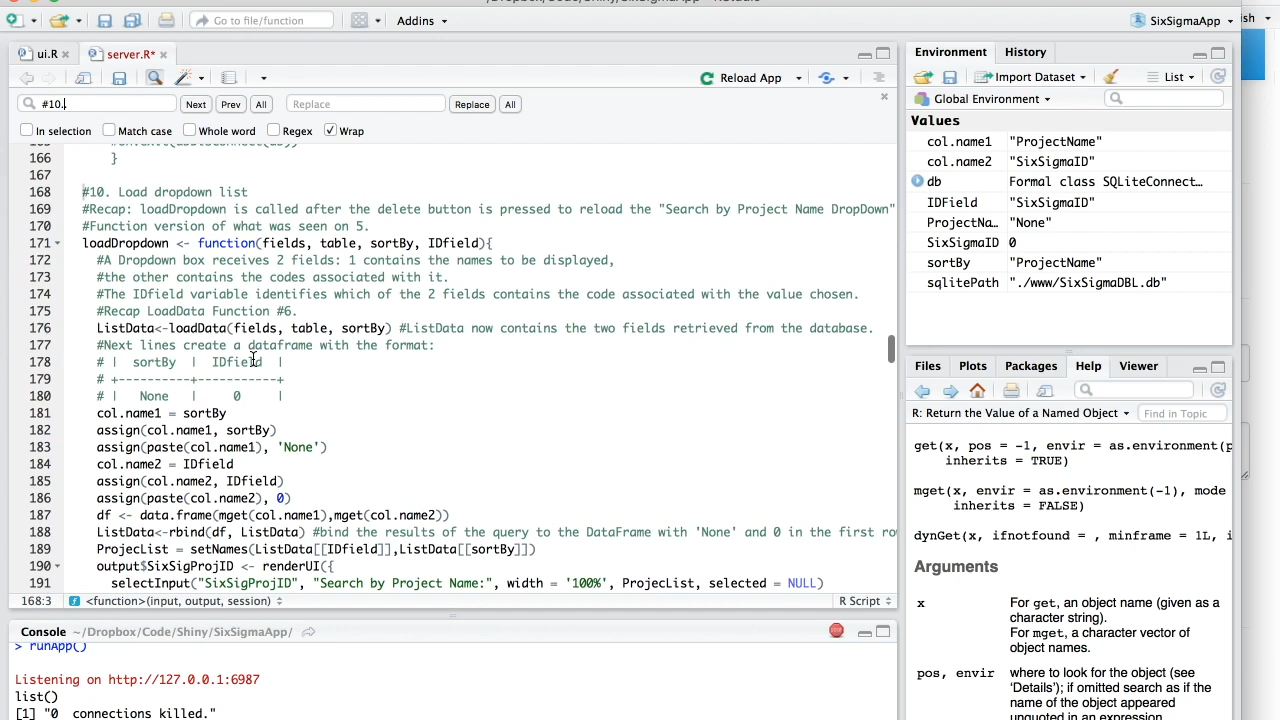 /Dropbox/Code/Shiny/SixSigmaApp - RStudio
Go to file/function
Addins
SixSigmaApp
sh
ui.R
server.R*
Reload App
#10.
Next
Prev
All
Replace
Replace
All
In selection
Match case
Whole word
Regex
Wrap
166 }
167
168 #10. Load dropdown list
169 #Recap: loadDropdown is called after the delete button is pressed to reload the "Search by Project Name DropDown"
170 #Function version of what was seen on 5.
171 loadDropdown <- function(fields, table, sortBy, IDfield){
172 #A Dropdown box receives 2 fields: 1 contains the names to be displayed,
173 #the other contains the codes associated with it.
174 #The IDfield variable identifies which of the 2 fields contains the code associated with the value chosen.
175 #Recap LoadData Function #6.
176 ListData<-loadData(fields, table, sortBy) #ListData now contains the two fields retrieved from the database.
177 #Next lines create a dataframe with the format:
178 # | sortBy | IDfield |
179 # +----------+-----------+
180 # | None | 0 |
181 col.name1 = sortBy
182 assign(col.name1, sortBy)
183 assign(paste(col.name1), 'None')
184 col.name2 = IDfield
185 assign(col.name2, IDfield)
186 assign(paste(col.name2), 0)
187 df <- data.frame(mget(col.name1),mget(col.name2))
188 ListData<-rbind(df, ListData) #bind the results of the query to the DataFrame with 'None' and 0 in the first ro
189 ProjecList = setNames(ListData[[IDfield]],ListData[[sortBy]])
190 output$SixSigProjID <- renderUI({
191 selectInput("SixSigProjID", "Search by Project Name:", width = '100%', ProjecList, selected = NULL)
168:3 <function>(input, output, session) R Script
Console ~/Dropbox/Code/Shiny/SixSigmaApp/
> runApp()
Listening on http://127.0.0.1:6987
list()
[1] "0 connections killed."
Environment History
Import Dataset List
Global Environment
Values
col.name1 "ProjectName"
col.name2 "SixSigmaID"
db Formal class SQLiteConnect…
IDField "SixSigmaID"
ProjectNa… "None"
SixSigmaID 0
sortBy "ProjectName"
sqlitePath "./www/SixSigmaDBL.db"
Files Plots Packages Help Viewer
R: Return the Value of a Named Object Find in Topic
get(x, pos = -1, envir = as.environment(p
inherits = TRUE)
mget(x, envir = as.environment(-1), mode
inherits = FALSE)
dynGet(x, ifnotfound = , minframe = 1L, i
Arguments
x For get, an object name (given as a
character string).
For mget, a character vector of
object names.
pos, envir where to look for the object (see
‘Details’); if omitted search as if the
name of the object appeared
unquoted in an expression